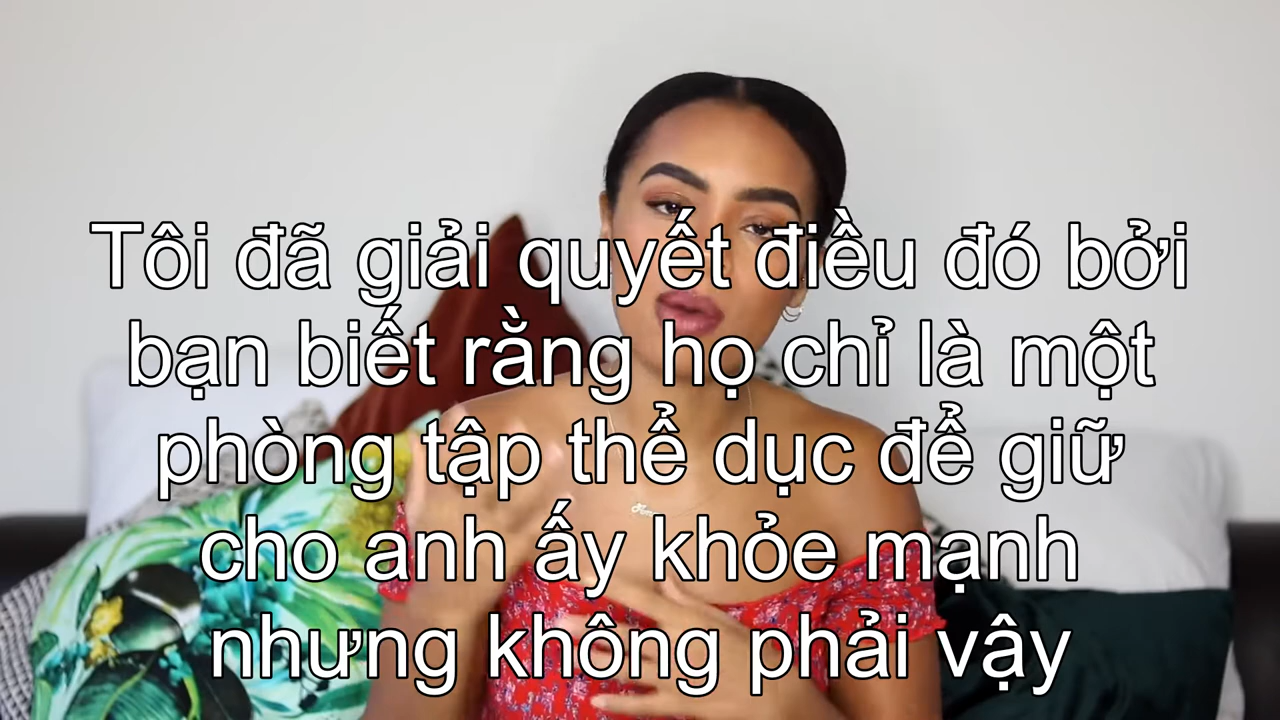 Tôi đã giải quyết điều đó bởi
bạn biết rằng họ chỉ là một
phòng tập thể dục để giữ
cho anh ấy khỏe mạnh
nhưng không phải vậy